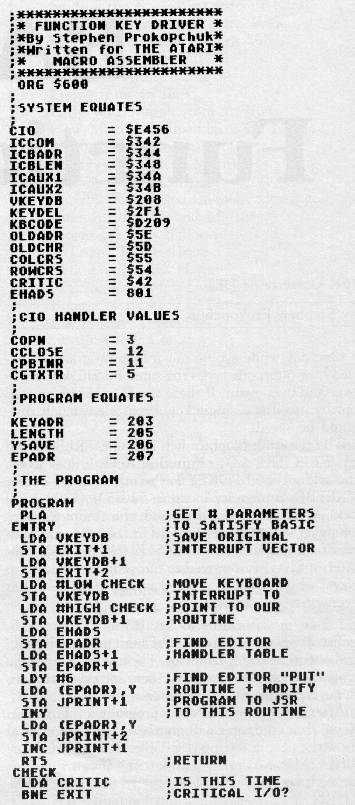 ;**********************
;* FUNCTION KEY DRIVER *
;*By Stephen Prokopchuk*
;*Written for THE ATARI*
;*   MACRO ASSEMBLER   *
;**********************
 ORG $600
;
;SYSTEM EQUATES
;
CIO       = $E456
ICCOM     = $342
ICBADR    = $344
ICBLEN    = $348
ICAUX1    = $34A
ICAUX2    = $34B
VKEYDB    = $208
KEYDEL    = $2F1
KBCODE    = $D209
OLDADR    = $5E
OLDCHR    = $5D
COLCRS    = $55
ROWCRS    = $54
CRITIC    = $42
EHADS     = 801
;
;CIO HANDLER VALUES
;
COPN      = 3
CCLOSE    = 12
CPBINR    = 11
CGTXTR    = 5
;
;PROGRAM EQUATES
;
KEYADR    = 203
LENGTH    = 205
YSAVE     = 206
EPADR     = 207
;
;THE PROGRAM
;
PROGRAM
 PLA             ;GET # PARAMETERS
ENTRY            ;TO SATISFY BASIC
 LDA VKEYDB      ;SAVE ORIGINAL
 STA EXIT+1      ;INTERRUPT VECTOR
 LDA VKEYDB+1
 STA EXIT+2
 LDA #LOW CHECK  ;MOVE KEYBOARD
 STA VKEYDB      ;INTERRUPT TO
 LDA #HIGH CHECK ;POINT TO OUR
 STA VKEYDB+1    ;ROUTINE
 LDA EHADS
 STA EPADR       ;FIND EDITOR
 LDA EHADS+1     ;HANDLER TABLE
 STA EPADR+1
 LDY #6          ;FIND EDITOR "PUT"
 LDA (EPADR),Y   ;ROUTINE + MODIFY
 STA JPRINT+1    ;PROGRAM TO JSR
 INY             ;TO THIS ROUTINE
 LDA (EPADR),Y
 STA JPRINT+2
 INC JPRINT+1
 RTS             ;RETURN
CHECK
 LDA CRITIC      ;IS THIS TIME
 BNE EXIT        ;CRITICAL I/O?